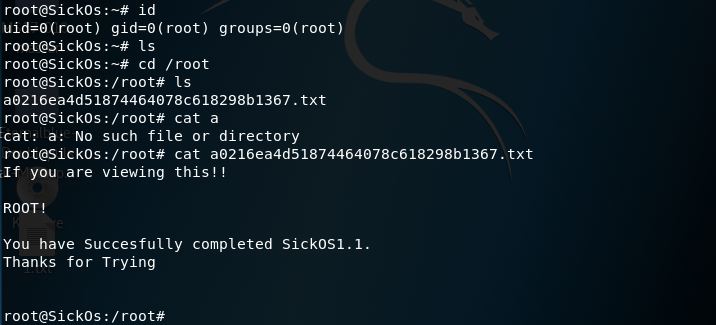 root@SickOs:~# id
uid=0(root) gid=0(root) groups=0(root)
root@SickOs:~# ls
root@SickOs:~# cd /root
root@SickOs:/root# ls
a0216ea4d51874464078c618298b1367.txt
root@SickOs:/root# cat a
cat: a: No such file or directory
root@SickOs:/root# cat a0216ea4d51874464078c618298b1367.txt
If you are viewing this!!
ROOT!
You have Succesfully completed SickOS1.1.
Thanks for Trying
1.txt
root@SickOs:/root#